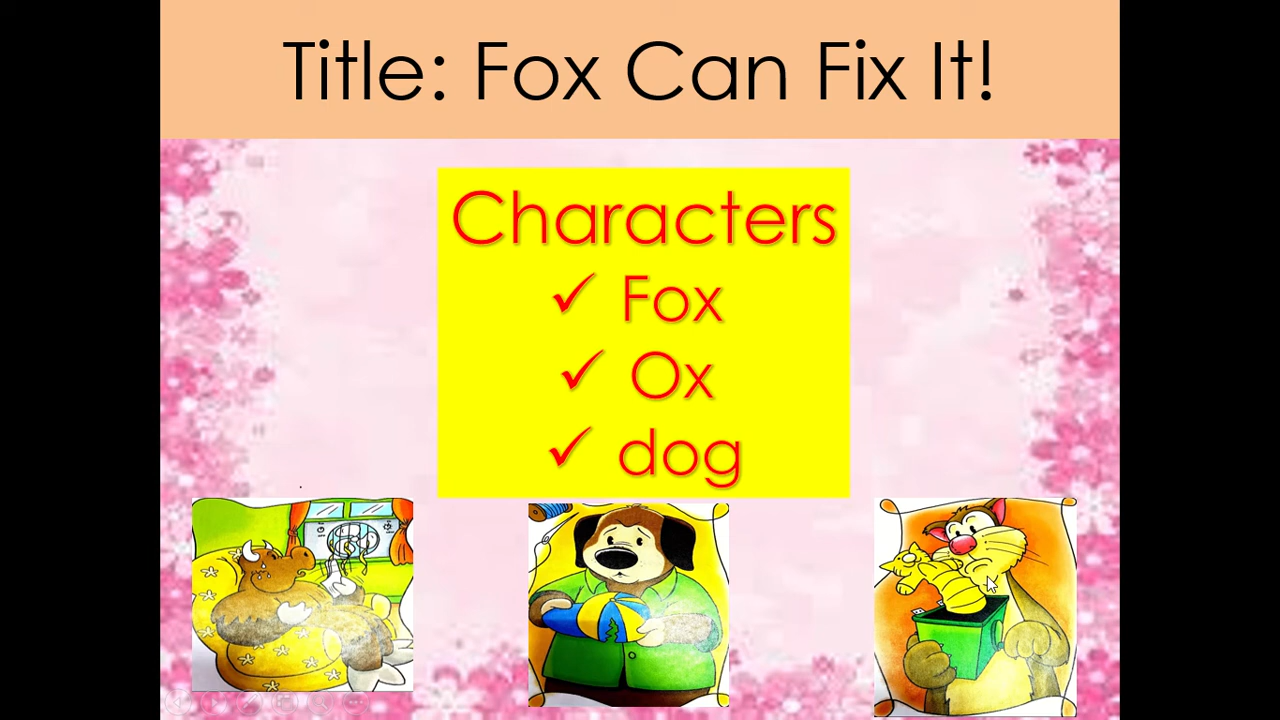 Title: Fox Can Fix It!
Characters
✓ Fox
✓ Ox
✓ dog